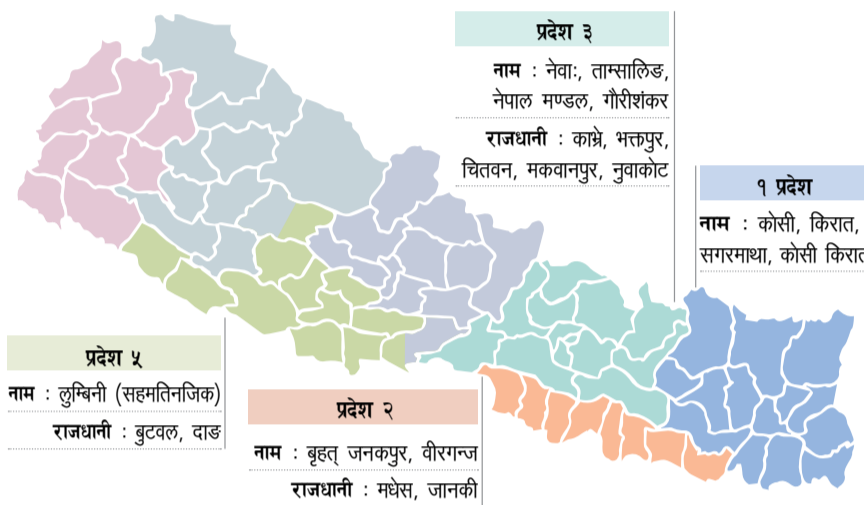 प्रदेश ३
नाम : नेवाः, ताम्सालिङ,
नेपाल मण्डल, गौरीशंकर
राजधानी : काभ्रे, भक्तपुर,
चितवन, मकवानपुर, नुवाकोट
१ प्रदेश
नाम : कोसी, किरात,
सगरमाथा, कोसी किरात
प्रदेश ५
नाम : लुम्बिनी (सहमतिनजिक)
राजधानी : बुटवल, दाङ
प्रदेश २
नाम : बृहत् जनकपुर, वीरगन्ज
राजधानी : मधेस, जानकी